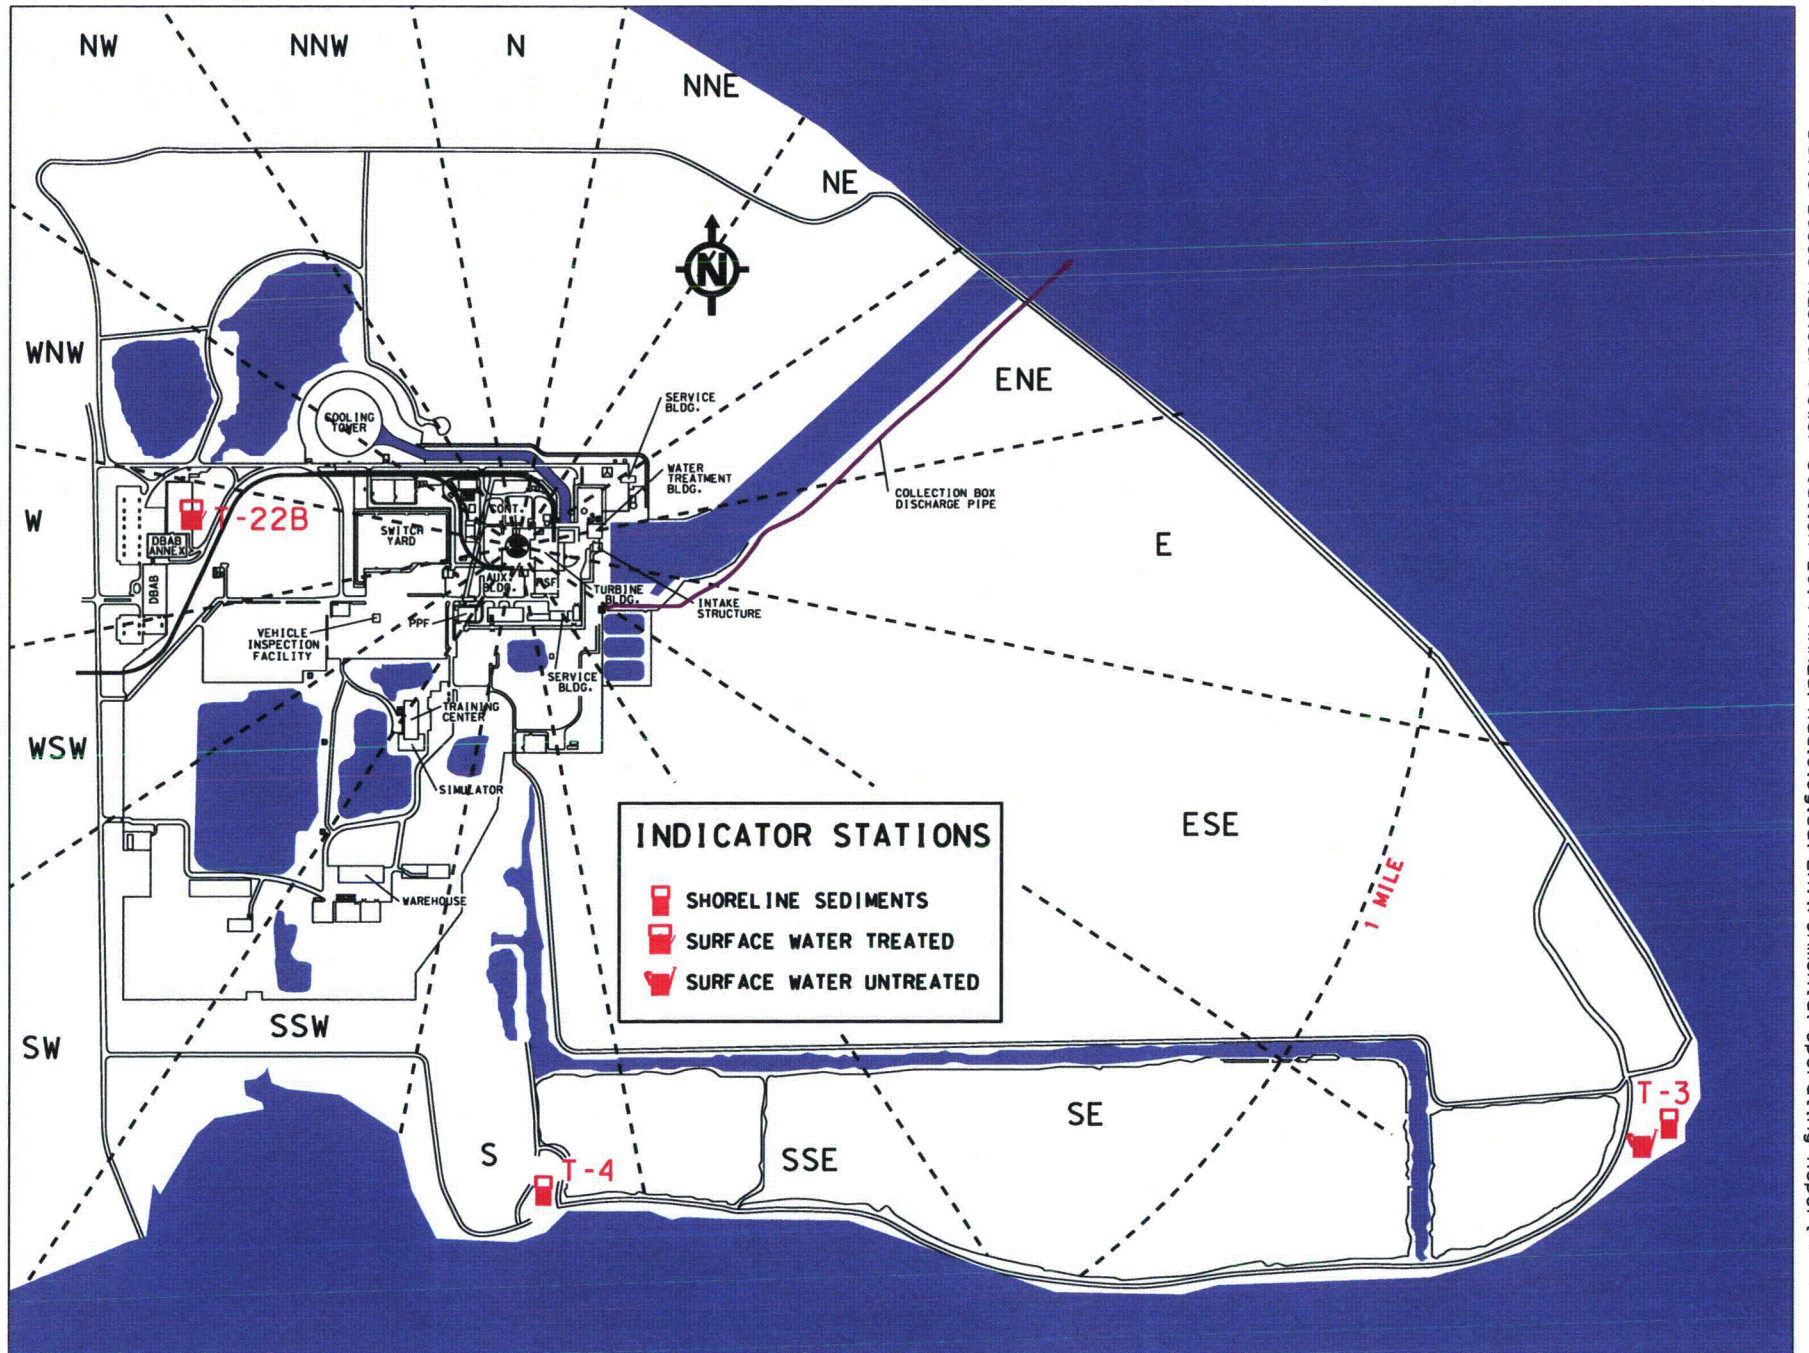 NW
NNW
N
NNE
NE
N
WNW
ENE
SERVICE
BLDG.
COOLING
TOWER
WATER
TREATMENT
BLDG.
COLLECTION BOX
DISCHARGE PIPE
W
T-22B
CONT.
SWITCH
YARD
E
DBAB
ANNEX
DBAB
AUX.
BLDG.
TURBINE
BLDG.
INTAKE
STRUCTURE
PPF
VEHICLE
INSPECTION
FACILITY
SERVICE
BLDG.
TRAINING
CENTER
WSW
SIMULATOR
ESE
INDICATOR STATIONS
SHORELINE SEDIMENTS
SURFACE WATER TREATED
SURFACE WATER UNTREATED
1 MILE
WAREHOUSE
SSW
SW
T-3
SE
S
SSE
T-4